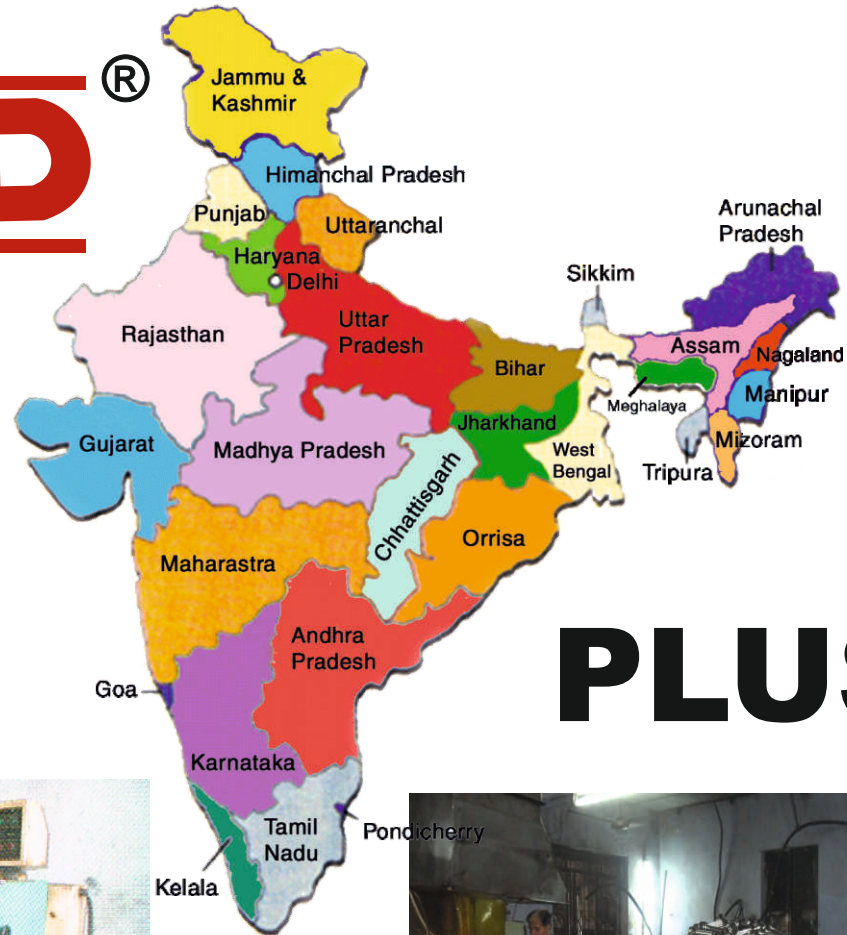 ®
Jammu &
Kashmir
Himanchal Pradesh
Punjab
Uttaranchal
Arunachal
Pradesh
Haryana
Delhi
Sikkim
Rajasthan
Uttar
Pradesh
Assam
Nagaland
Bihar
Meghalaya
Manipur
Gujarat
Madhya Pradesh
Jharkhand
Mizoram
West
Bengal
Tripura
Chhattisgarh
Orrisa
Maharastra
Andhra
Pradesh
PLUS
Goa
Karnataka
Tamil
Nadu
Pondicherry
Kelala